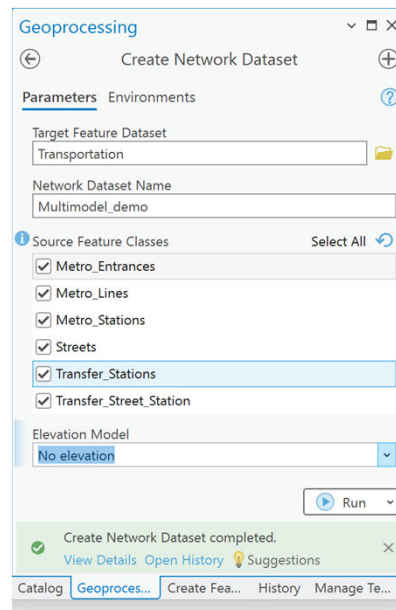 Geoprocessing
Create Network Dataset
Parameters Environments
Target Feature Dataset
Transportation
Network Dataset Name
Multimodel_demo
Source Feature Classes Select All
Metro_Entrances
Metro_Lines
Metro_Stations
Streets
Transfer_Stations
Transfer_Street_Station
Elevation Model
No elevation
Run
Create Network Dataset completed.
View Details Open History Suggestions
Catalog Geoproces... Create Fea... History Manage Te...